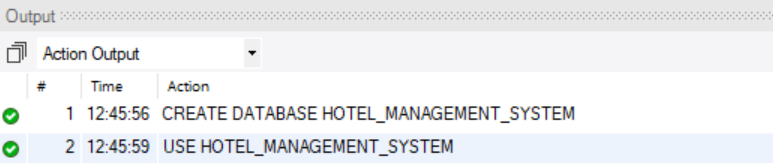 Output
Action Output
# Time Action
1 12:45:56 CREATE DATABASE HOTEL_MANAGEMENT_SYSTEM
2 12:45:59 USE HOTEL_MANAGEMENT_SYSTEM